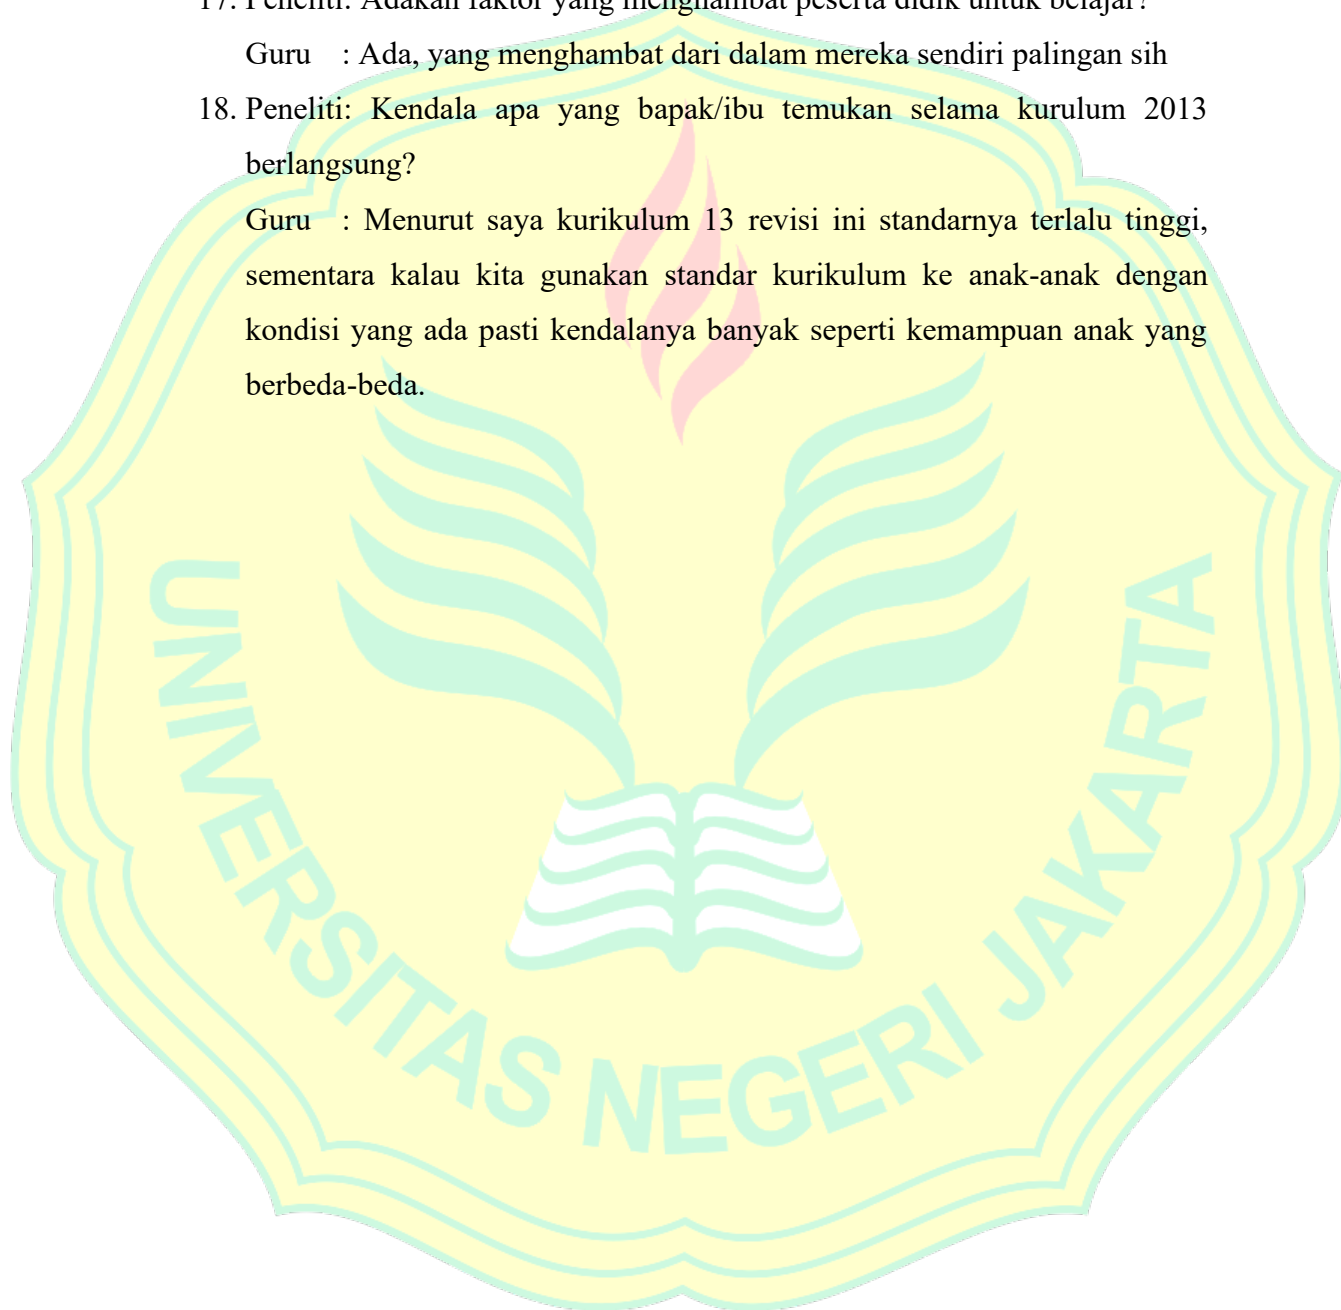 17. Peneliti: Adakah faktor yang menghambat peserta didik untuk belajar?
Guru : Ada, yang menghambat dari dalam mereka sendiri palingan sih
18. Peneliti: Kendala apa yang bapak/ibu temukan selama kurulum 2013
berlangsung?
Guru : Menurut saya kurikulum 13 revisi ini standarnya terlalu tinggi,
sementara kalau kita gunakan standar kurikulum ke anak-anak dengan
kondisi yang ada pasti kendalanya banyak seperti kemampuan anak yang
berbeda-beda.
UNIVERSITAS NEGERI JAKARTA